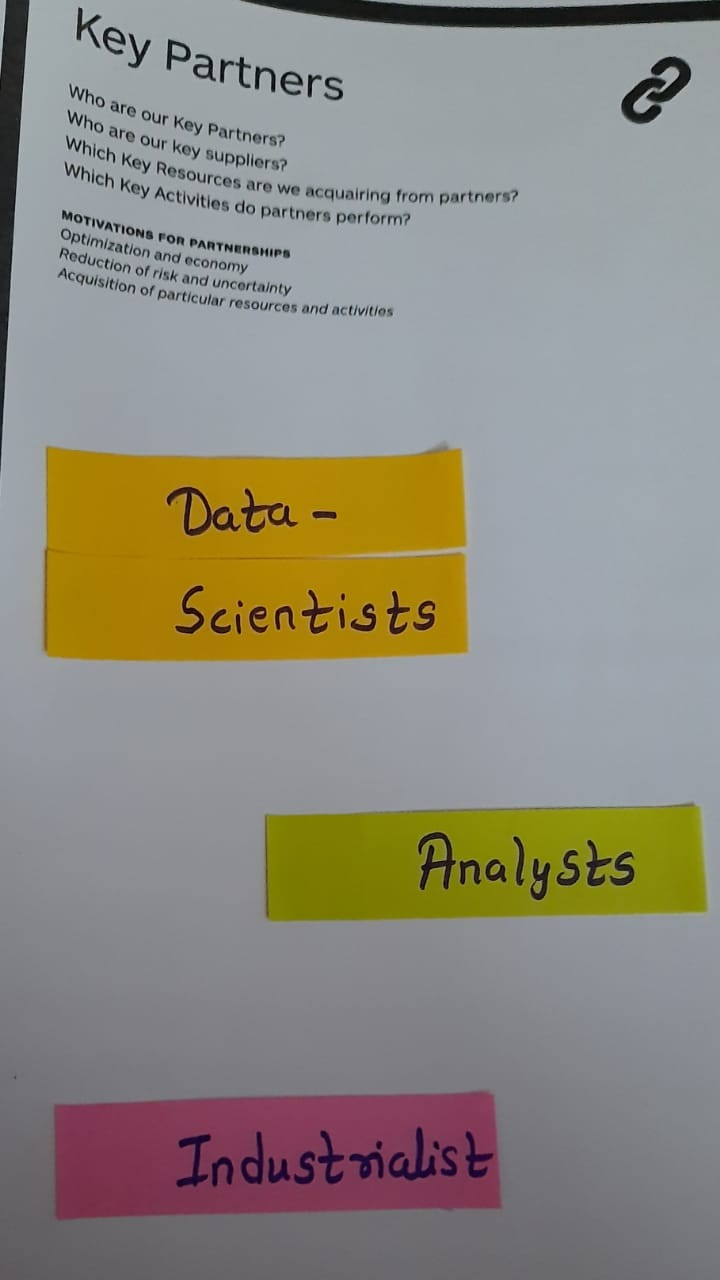 Key Partners
Who are our Key Partners?
Who are our key suppliers?
Which Key Resources are we acquairing from partners?
Which Key Activities do partners perform?
MOTIVATIONS FOR PARTNERSHIPS
Optimization and economy
Reduction of risk and uncertainty
Acquisition of particular resources and activities
Data -
Scientists
Analysts
Industrialist